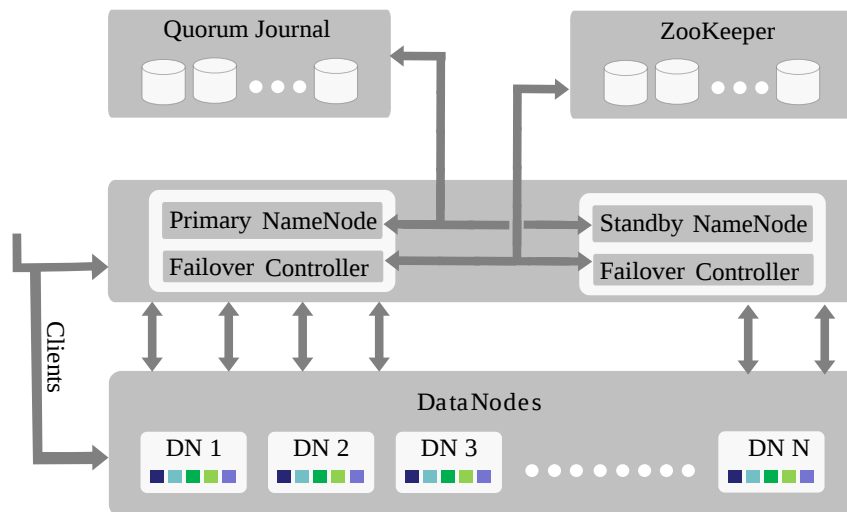 Quorum Journal
ZooKeeper
Primary NameNode
Failover Controller
Standby NameNode
Failover Controller
Clients
DataNodes
DN 1
DN 2
DN 3
DN N